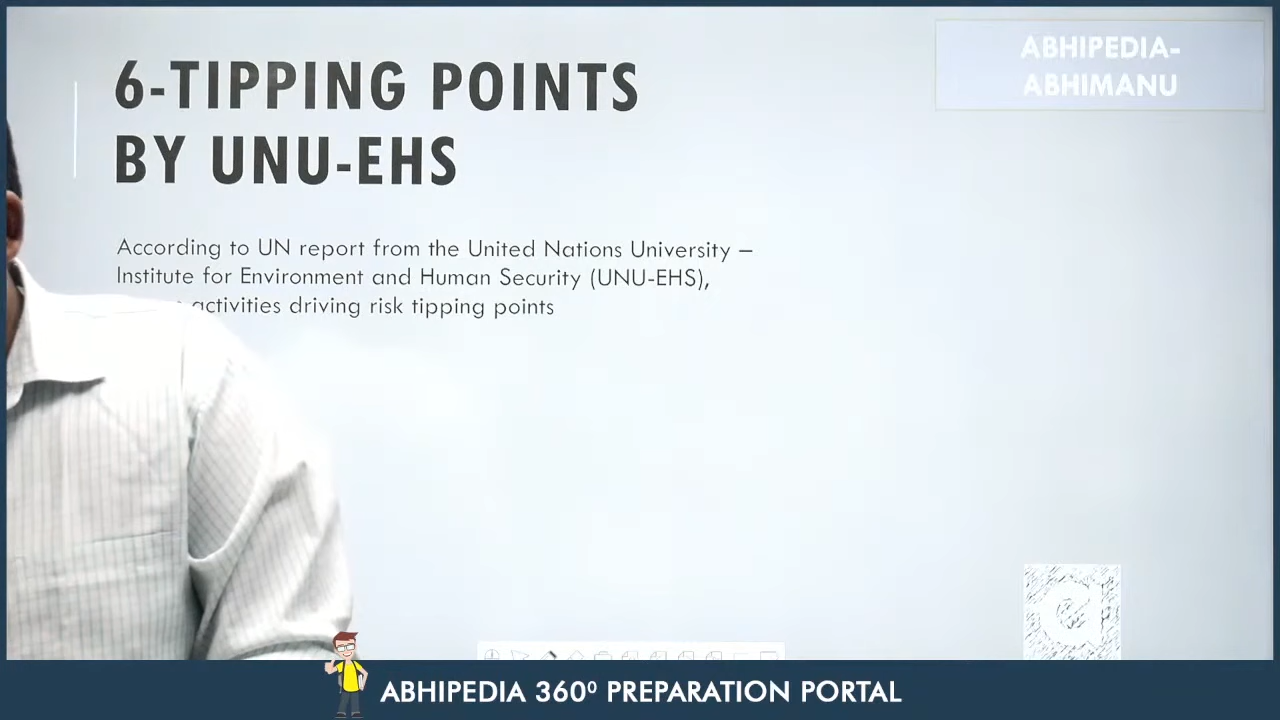 6-TIPPING POINTS
BY UNU-EHS
ABHIPEDIA-
ABHIMANU
According to UN report from the United Nations University –
Institute for Environment and Human Security (UNU-EHS),
activities driving risk tipping points
ABHIPEDIA 360º PREPARATION PORTAL